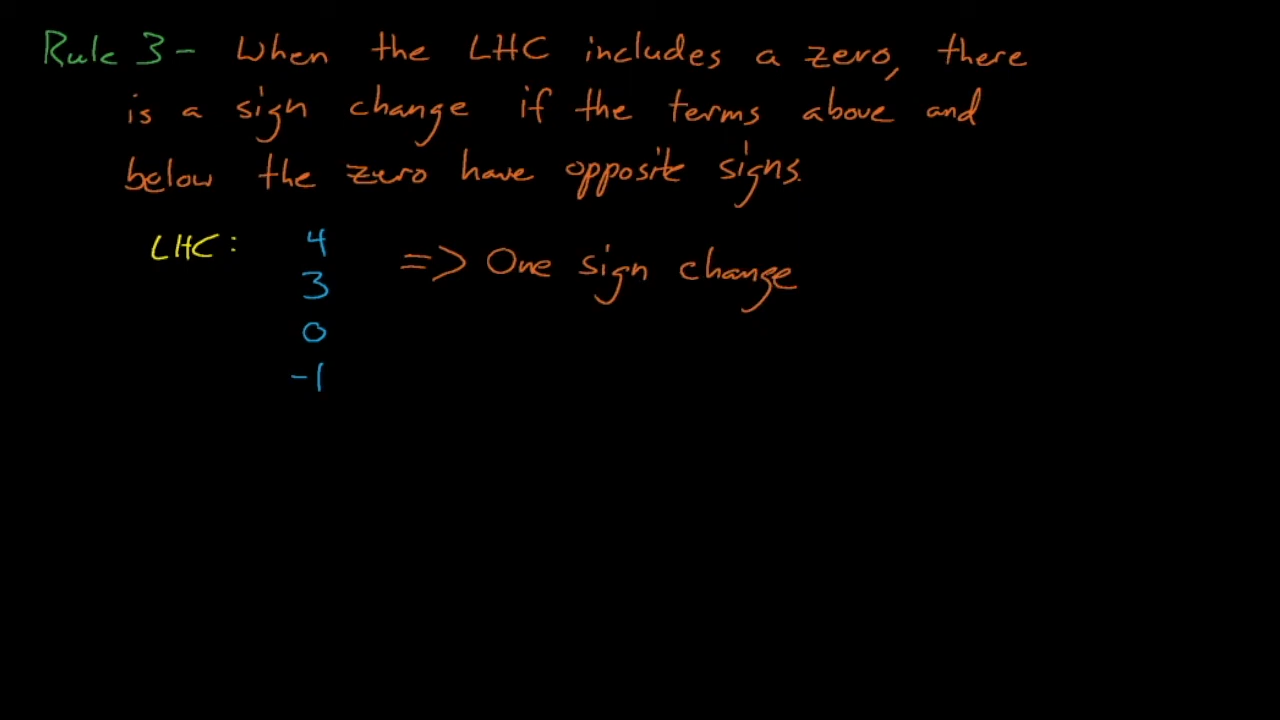 Rule 3 - When the LHC includes a zero, there
is a sign change if the terms above and
below the zero have opposite signs.
LHC: 4 => One sign change
3
0
-1